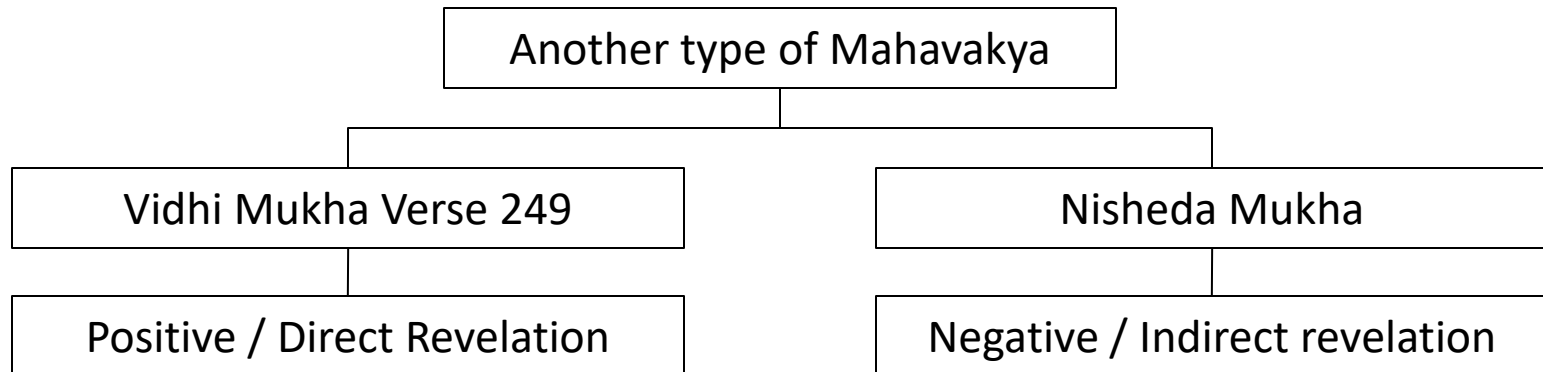 Another type of Mahavakya
Vidhi Mukha Verse 249
Nisheda Mukha
Positive / Direct Revelation
Negative / Indirect revelation